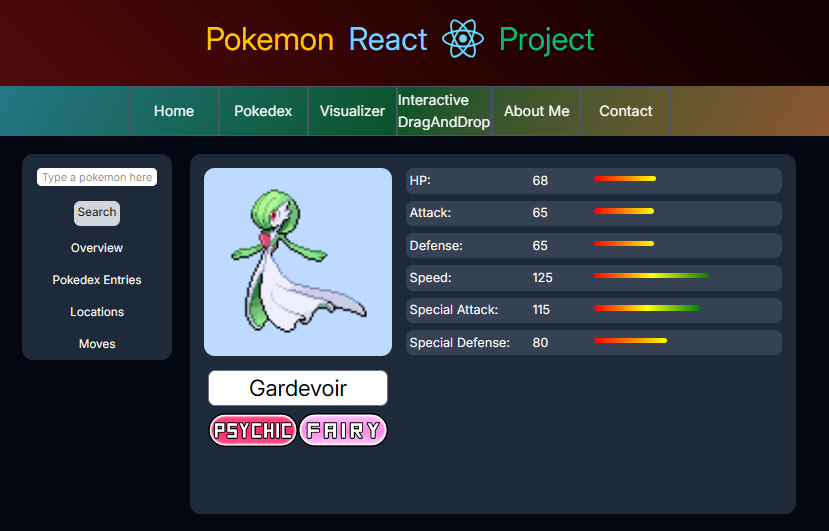 Pokemon React Project
Home
Pokedex
Visualizer
Interactive
DragAndDrop
About Me
Contact
Type a pokemon here
Search
Overview
Pokedex Entries
Locations
Moves
HP: 68
Attack: 65
Defense: 65
Speed: 125
Special Attack: 115
Special Defense: 80
Gardevoir
PSYCHIC FAIRY